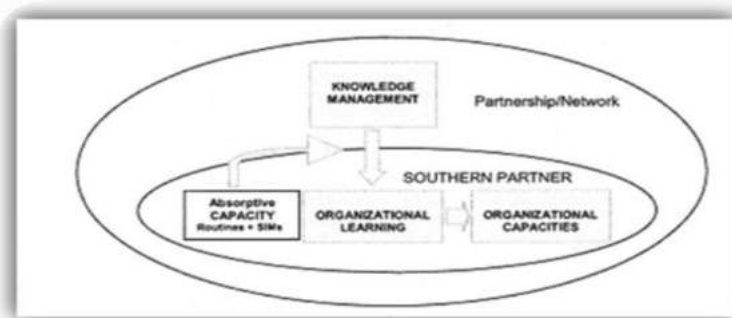 KNOWLEDGE
MANAGEMENT
Partnership/Network
SOUTHERN PARTNER
Absorptive
CAPACITY
Routines + SIMs
ORGANIZATIONAL
LEARNING
ORGANIZATIONAL
CAPACITIES